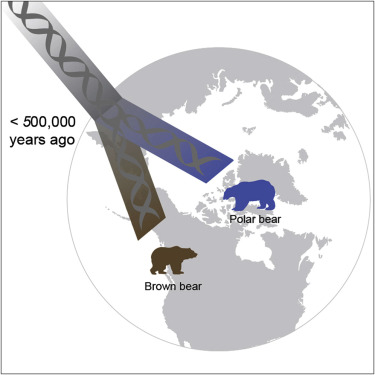 < 500,000
years ago
Polar bear
Brown bear